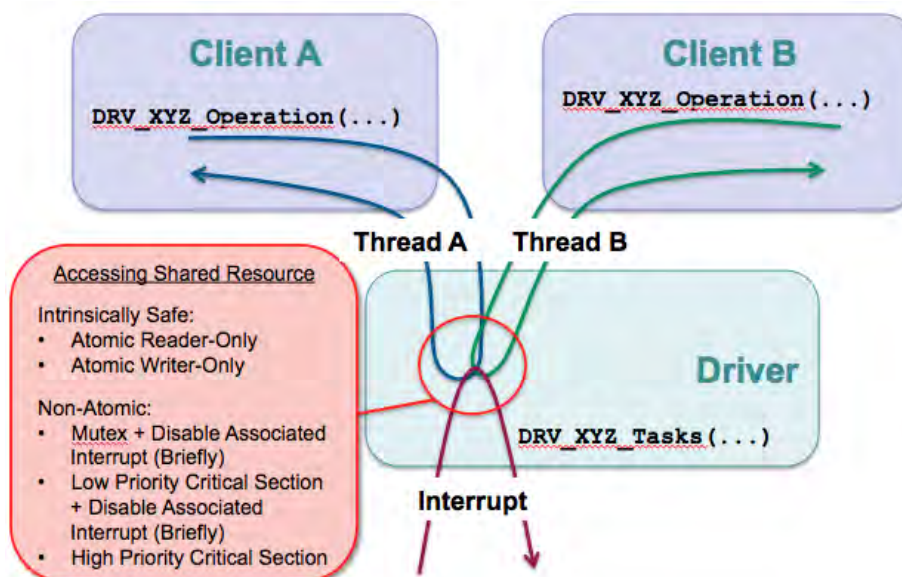 Client A
Client B
DRV_XYZ_Operation(...)
DRV_XYZ_Operation(...)
Thread A
Thread B
Accessing Shared Resource
Intrinsically Safe:
• Atomic Reader-Only
• Atomic Writer-Only
Non-Atomic:
• Mutex + Disable Associated
Interrupt (Briefly)
• Low Priority Critical Section
+ Disable Associated
Interrupt (Briefly)
• High Priority Critical Section
Driver
DRV_XYZ_Tasks(...)
Interrupt